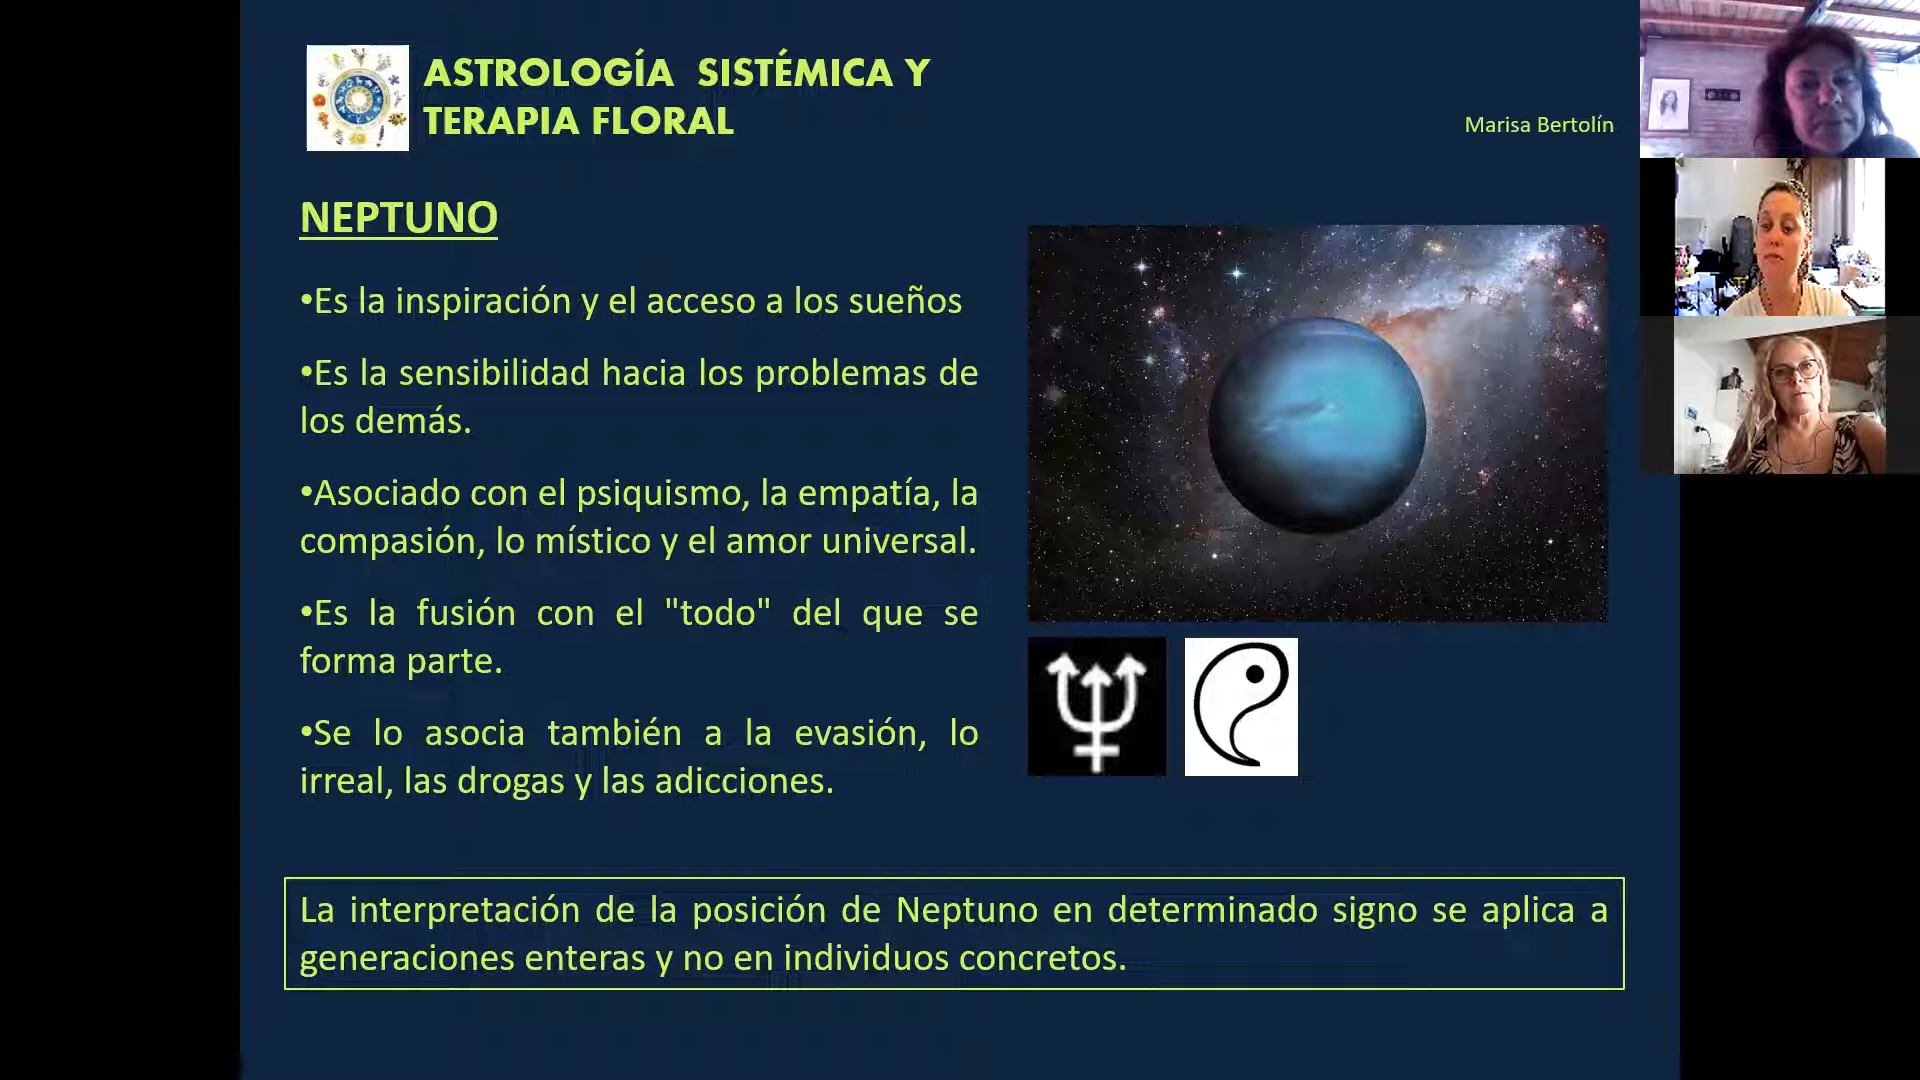 ASTROLOGÍA SISTÉMICA Y
TERAPIA FLORAL
Marisa Bertolín
NEPTUNO
•Es la inspiración y el acceso a los sueños
•Es la sensibilidad hacia los problemas de
los demás.
•Asociado con el psiquismo, la empatía, la
compasión, lo místico y el amor universal.
•Es la fusión con el "todo" del que se
forma parte.
•Se lo asocia también a la evasión, lo
irreal, las drogas y las adicciones.
La interpretación de la posición de Neptuno en determinado signo se aplica a
generaciones enteras y no en individuos concretos.